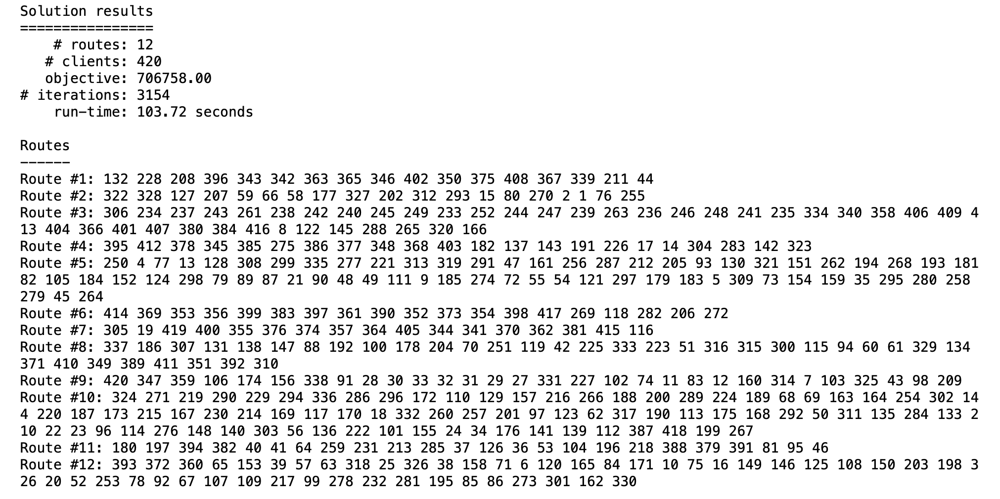 Solution results
================
    # routes: 12
   # clients: 420
   objective: 706758.00
# iterations: 3154
    run-time: 103.72 seconds

Routes
------
Route #1: 132 228 208 396 343 342 363 365 346 402 350 375 408 367 339 211 44
Route #2: 322 328 127 207 59 66 58 177 327 202 312 293 15 80 270 2 1 76 255
Route #3: 306 234 237 243 261 238 242 240 245 249 233 252 244 247 239 263 236 246 248 241 235 334 340 358 406 409 4
13 404 366 401 407 380 384 416 8 122 145 288 265 320 166
Route #4: 395 412 378 345 385 275 386 377 348 368 403 182 137 143 191 226 17 14 304 283 142 323
Route #5: 250 4 77 13 128 308 299 335 277 221 313 319 291 47 161 256 287 212 205 93 130 321 151 262 194 268 193 181
82 105 184 152 124 298 79 89 87 21 90 48 49 111 9 185 274 72 55 54 121 297 179 183 5 309 73 154 159 35 295 280 258
279 45 264
Route #6: 414 369 353 356 399 383 397 361 390 352 373 354 398 417 269 118 282 206 272
Route #7: 305 19 419 400 355 376 374 357 364 405 344 341 370 362 381 415 116
Route #8: 337 186 307 131 138 147 88 192 100 178 204 70 251 119 42 225 333 223 51 316 315 300 115 94 60 61 329 134
371 410 349 389 411 351 392 310
Route #9: 420 347 359 106 174 156 338 91 28 30 33 32 31 29 27 331 227 102 74 11 83 12 160 314 7 103 325 43 98 209
Route #10: 324 271 219 290 229 294 336 286 296 172 110 129 157 216 266 188 200 289 224 189 68 69 163 164 254 302 14
4 220 187 173 215 167 230 214 169 117 170 18 332 260 257 201 97 123 62 317 190 113 175 168 292 50 311 135 284 133 2
10 22 23 96 114 276 148 140 303 56 136 222 101 155 24 34 176 141 139 112 387 418 199 267
Route #11: 180 197 394 382 40 41 64 259 231 213 285 37 126 36 53 104 196 218 388 379 391 81 95 46
Route #12: 393 372 360 65 153 39 57 63 318 25 326 38 158 71 6 120 165 84 171 10 75 16 149 146 125 108 150 203 198 3
26 20 52 253 78 92 67 107 109 217 99 278 232 281 195 85 86 273 301 162 330